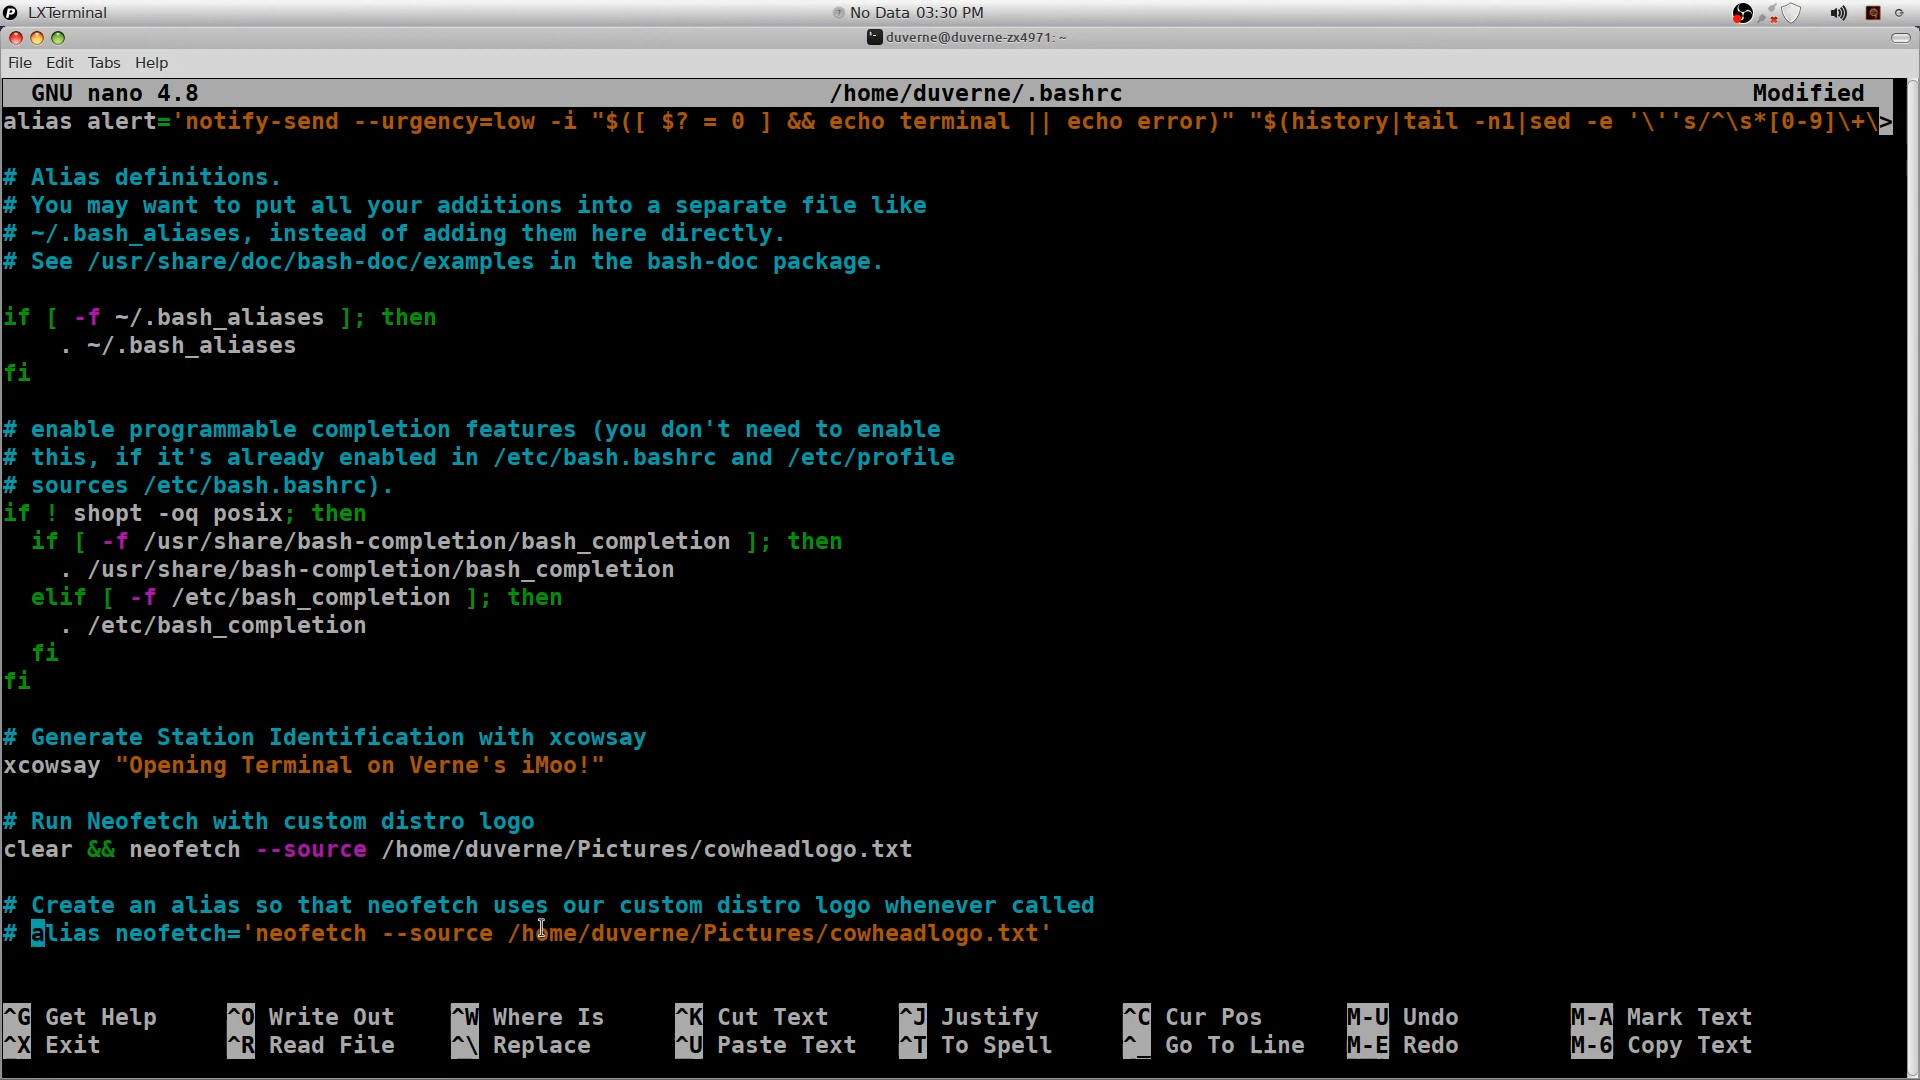 LXTerminal No Data 03:30 PM
duverne@duverne-zx4971: ~
File Edit Tabs Help
GNU nano 4.8 /home/duverne/.bashrc Modified
alias alert='notify-send --urgency=low -i "$([ $? = 0 ] && echo terminal || echo error)" "$(history|tail -n1|sed -e '\''s/^\s*[0-9]\+\>
# Alias definitions.
# You may want to put all your additions into a separate file like
# ~/.bash_aliases, instead of adding them here directly.
# See /usr/share/doc/bash-doc/examples in the bash-doc package.
if [ -f ~/.bash_aliases ]; then
    . ~/.bash_aliases
fi
# enable programmable completion features (you don't need to enable
# this, if it's already enabled in /etc/bash.bashrc and /etc/profile
# sources /etc/bash.bashrc).
if ! shopt -oq posix; then
  if [ -f /usr/share/bash-completion/bash_completion ]; then
    . /usr/share/bash-completion/bash_completion
  elif [ -f /etc/bash_completion ]; then
    . /etc/bash_completion
  fi
fi
# Generate Station Identification with xcowsay
xcowsay "Opening Terminal on Verne's iMoo!"
# Run Neofetch with custom distro logo
clear && neofetch --source /home/duverne/Pictures/cowheadlogo.txt
# Create an alias so that neofetch uses our custom distro logo whenever called
# alias neofetch='neofetch --source /home/duverne/Pictures/cowheadlogo.txt'
^G Get Help ^O Write Out ^W Where Is ^K Cut Text ^J Justify ^C Cur Pos M-U Undo M-A Mark Text
^X Exit ^R Read File ^\ Replace ^U Paste Text ^T To Spell ^_ Go To Line M-E Redo M-6 Copy Text